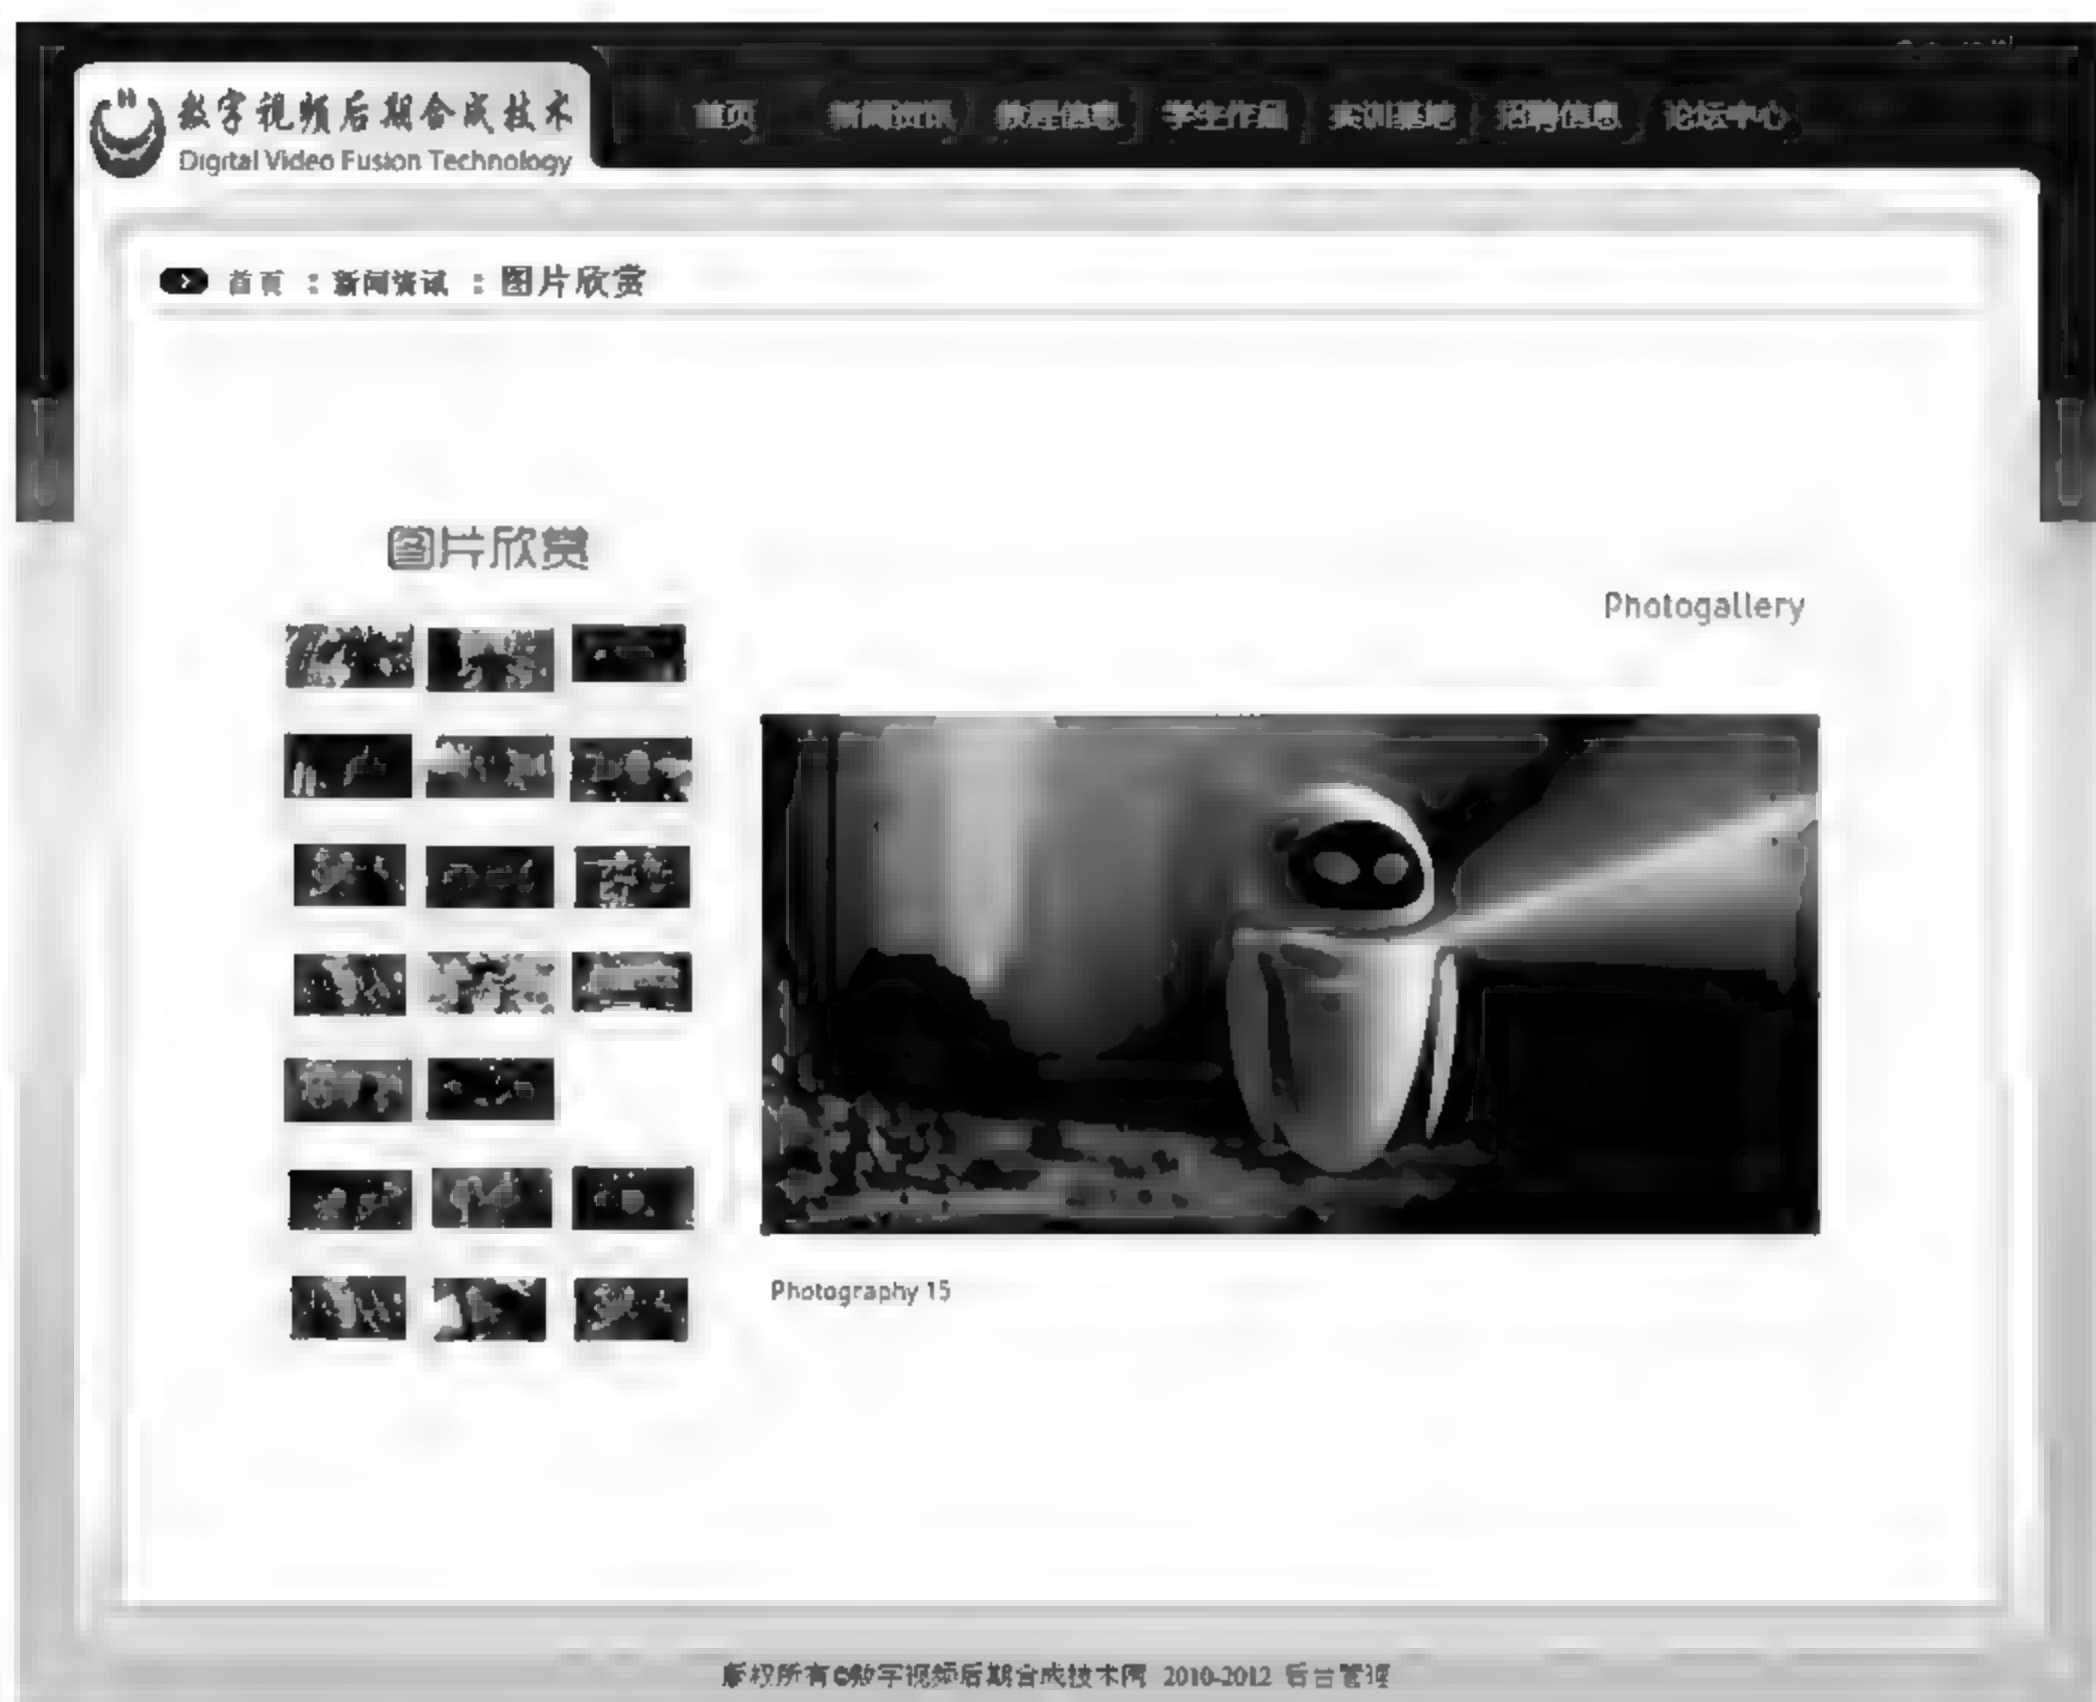 数字视频后期合成技术
Digital Video Fusion Technology
首页 新闻资讯 教程信息 学生作品 实训基地 招聘信息 论坛中心
首页 : 新闻资讯 : 图片欣赏
图片欣赏
Photogallery
Photography 15
版权所有©数字视频后期合成技术网 2010-2012 后台管理